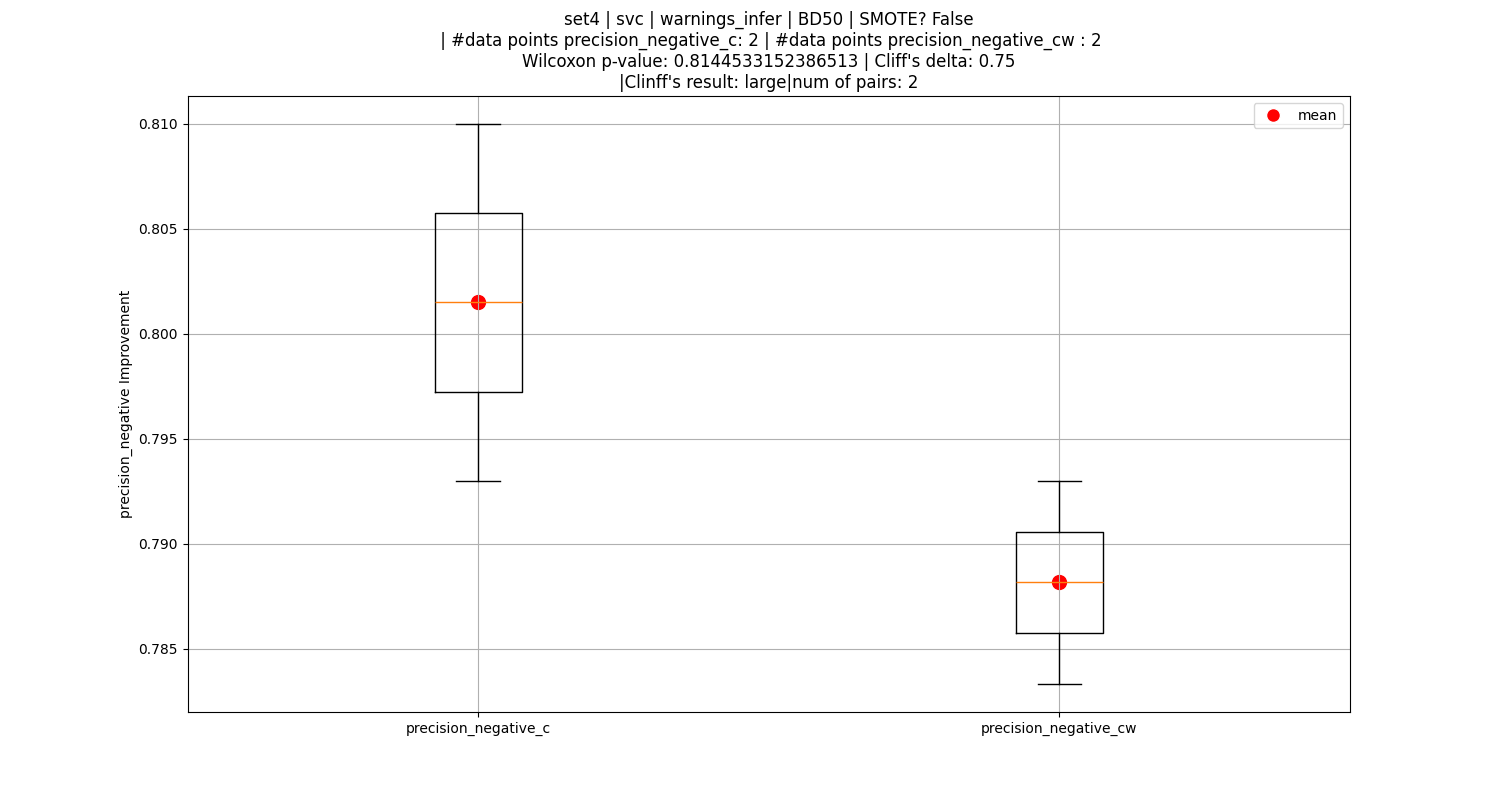 set4 | svc | warnings_infer | BD50 | SMOTE? False
| #data points precision_negative_c: 2 | #data points precision_negative_cw : 2
Wilcoxon p-value: 0.8144533152386513 | Cliff's delta: 0.75
|Clinff's result: large|num of pairs: 2
mean
0.810
0.805
0.800
0.795
0.790
0.785
precision_negative Improvement
precision_negative_c
precision_negative_cw